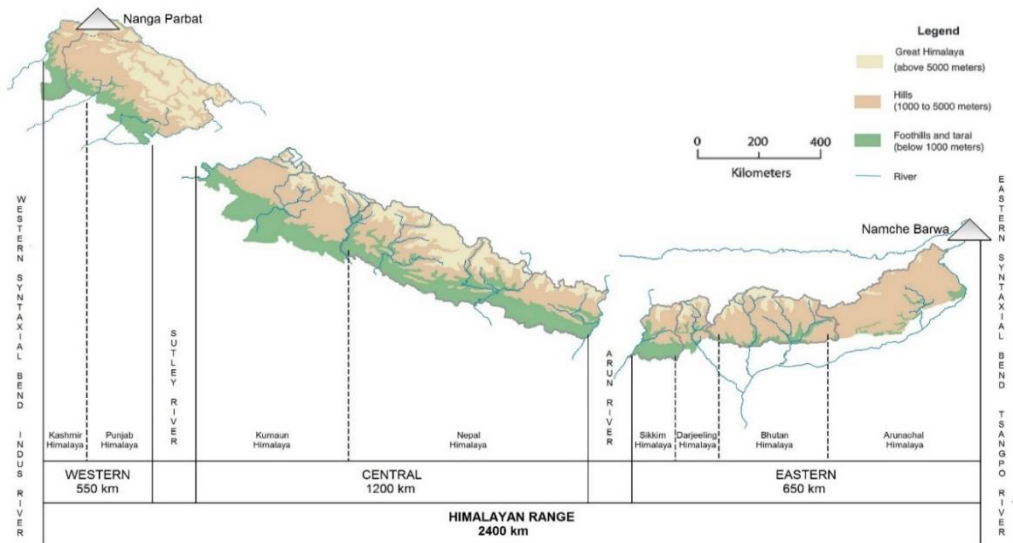 Nanga Parbat
Legend
Great Himalaya
(above 5000 meters)
Hills
(1000 to 5000 meters)
Foothills and tarai
(below 1000 meters)
River
0 200 400
Kilometers
Namche Barwa
WESTERN SYNTAXIAL BEND INDUS RIVER
SUTLEY RIVER
ARUN RIVER
EASTERN SYNTAXIAL BEND TSANGPO RIVER
Kashmir
Himalaya
Punjab
Himalaya
Kumaun
Himalaya
Nepal
Himalaya
Sikkim
Himalaya
Darjeeling
Himalaya
Bhutan
Himalaya
Arunachal
Himalaya
WESTERN
550 km
CENTRAL
1200 km
EASTERN
650 km
HIMALAYAN RANGE
2400 km